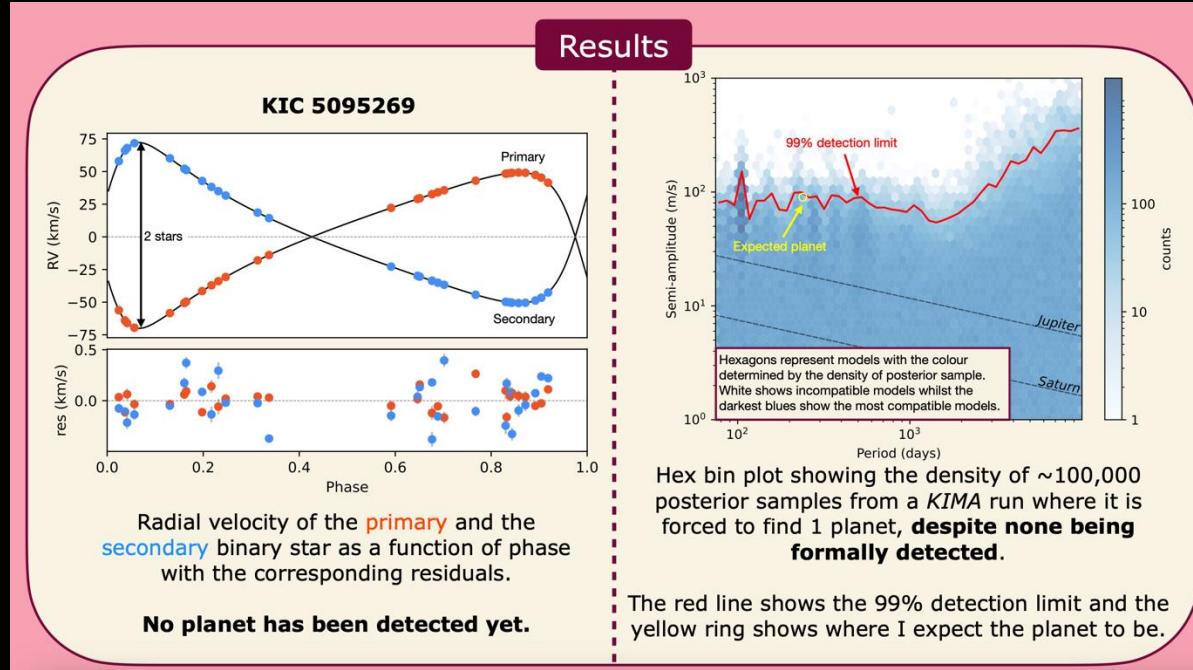 Results
KIC 5095269
75
50
25
0
−25
−50
−75
RV (km/s)
2 stars
Primary
Secondary
0.5
0.0
res (km/s)
0.0
0.2
0.4
0.6
0.8
1.0
Phase
Radial velocity of the primary and the
secondary binary star as a function of phase
with the corresponding residuals.
No planet has been detected yet.
10³
10²
10¹
10⁰
Semi-amplitude (m/s)
99% detection limit
Expected planet
Jupiter
Saturn
Hexagons represent models with the colour
determined by the density of posterior sample.
White shows incompatible models whilst the
darkest blues show the most compatible models.
10²
10³
Period (days)
100
10
1
counts
Hex bin plot showing the density of ~100,000
posterior samples from a KIMA run where it is
forced to find 1 planet, despite none being
formally detected.
The red line shows the 99% detection limit and the
yellow ring shows where I expect the planet to be.